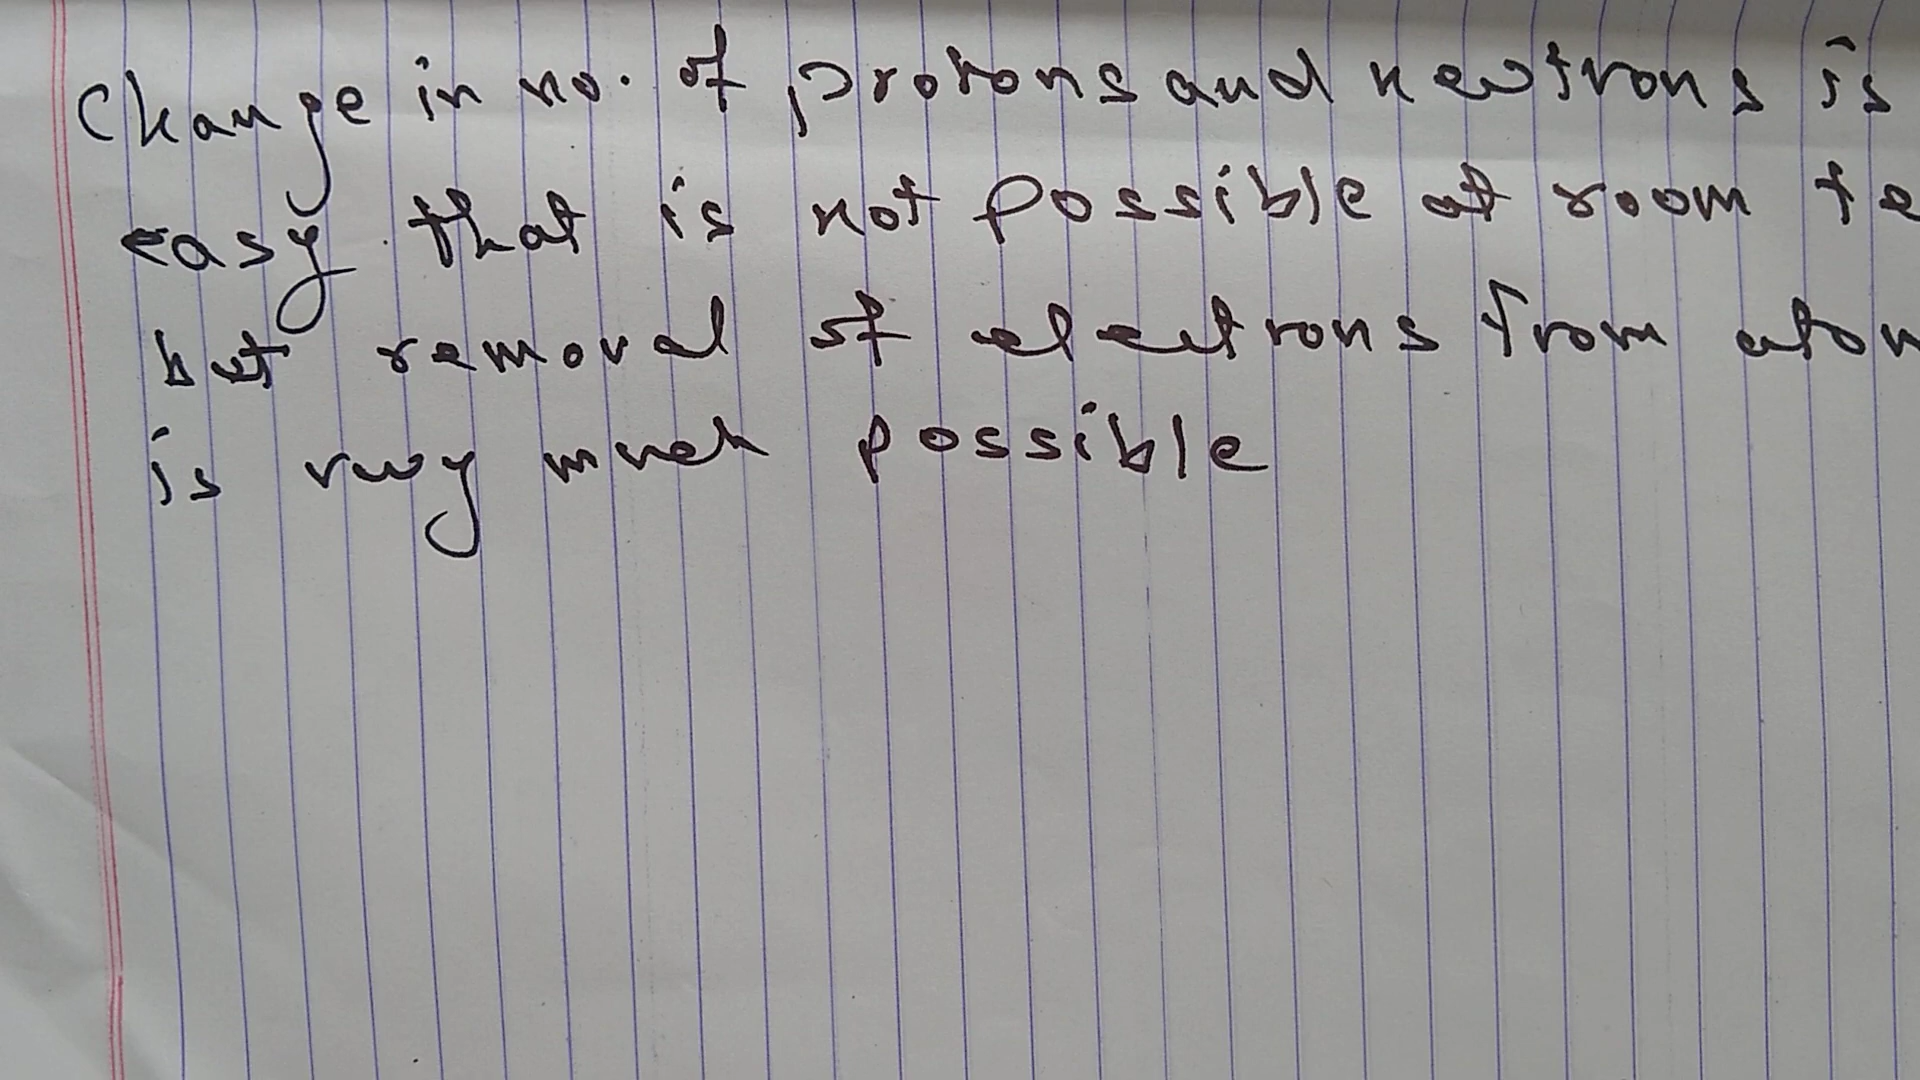 Change in no. of protons and neutrons is
easy that is not possible at room te
but removal of electrons from atom
is very much possible